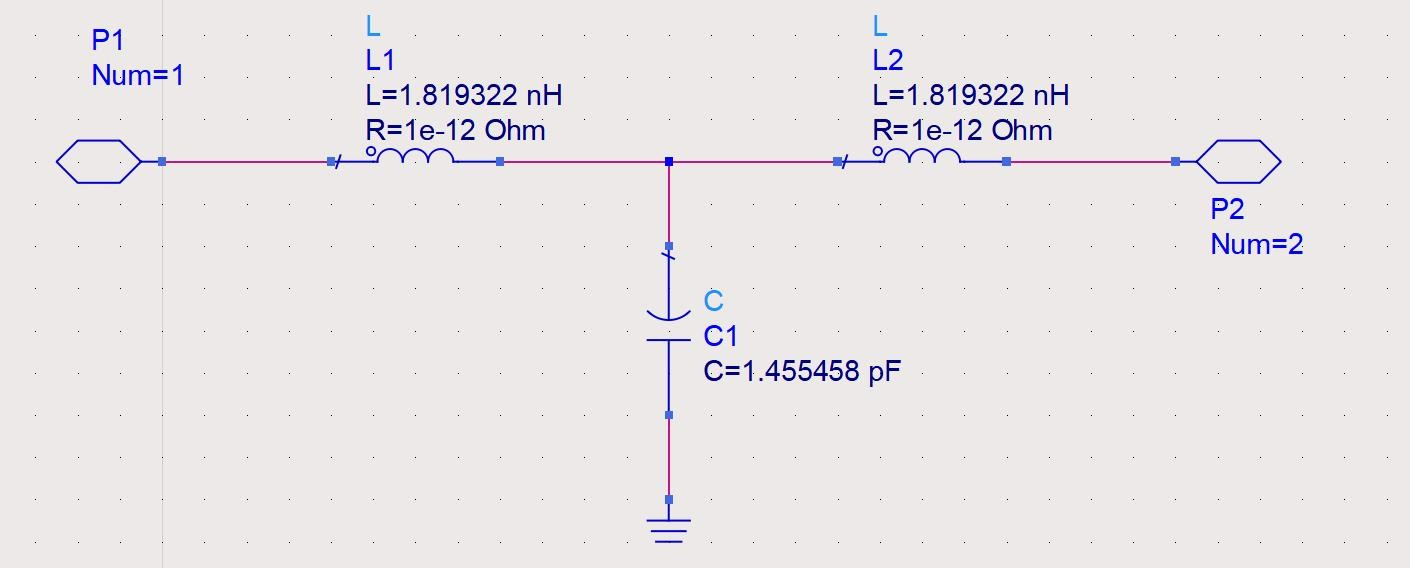 P1
Num=1
L
L1
L=1.819322 nH
R=1e-12 Ohm
L
L2
L=1.819322 nH
R=1e-12 Ohm
P2
Num=2
C
C1
C=1.455458 pF